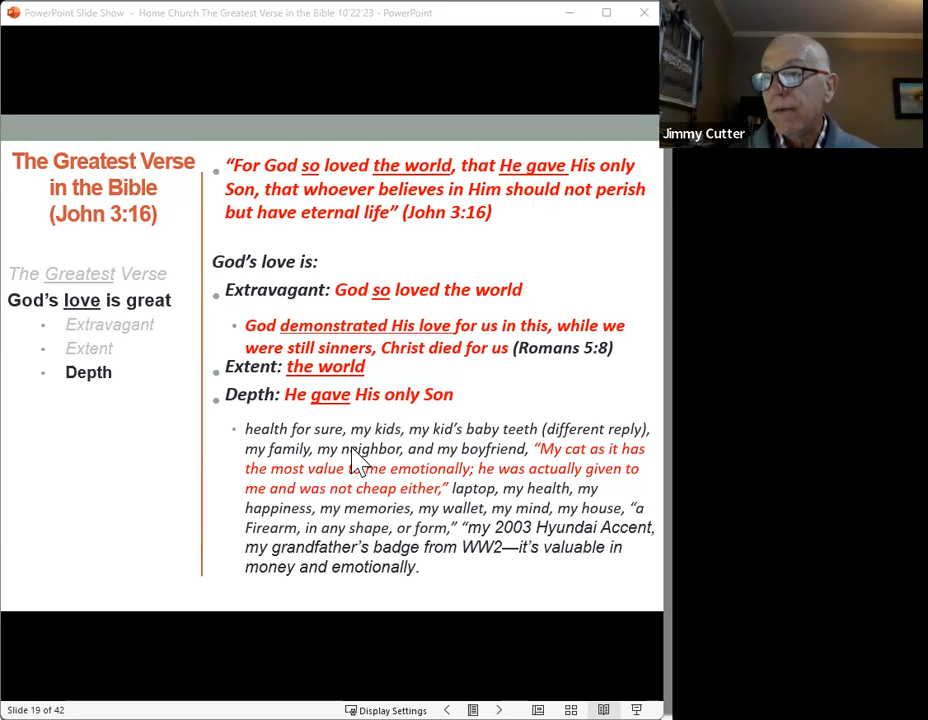 PowerPoint Slide Show - Home Church The Greatest Verse in the Bible 10'22'23 - PowerPoint
Jimmy Cutter
The Greatest Verse
in the Bible
(John 3:16)
The Greatest Verse
God's love is great
• Extravagant
• Extent
• Depth
• “For God so loved the world, that He gave His only
Son, that whoever believes in Him should not perish
but have eternal life” (John 3:16)
God's love is:
• Extravagant: God so loved the world
• God demonstrated His love for us in this, while we
were still sinners, Christ died for us (Romans 5:8)
• Extent: the world
• Depth: He gave His only Son
• health for sure, my kids, my kid's baby teeth (different reply),
my family, my neighbor, and my boyfriend, “My cat as it has
the most value to me emotionally; he was actually given to
me and was not cheap either,” laptop, my health, my
happiness, my memories, my wallet, my mind, my house, “a
Firearm, in any shape, or form,” “my 2003 Hyundai Accent,
my grandfather's badge from WW2—it's valuable in
money and emotionally.
Slide 19 of 42
Display Settings